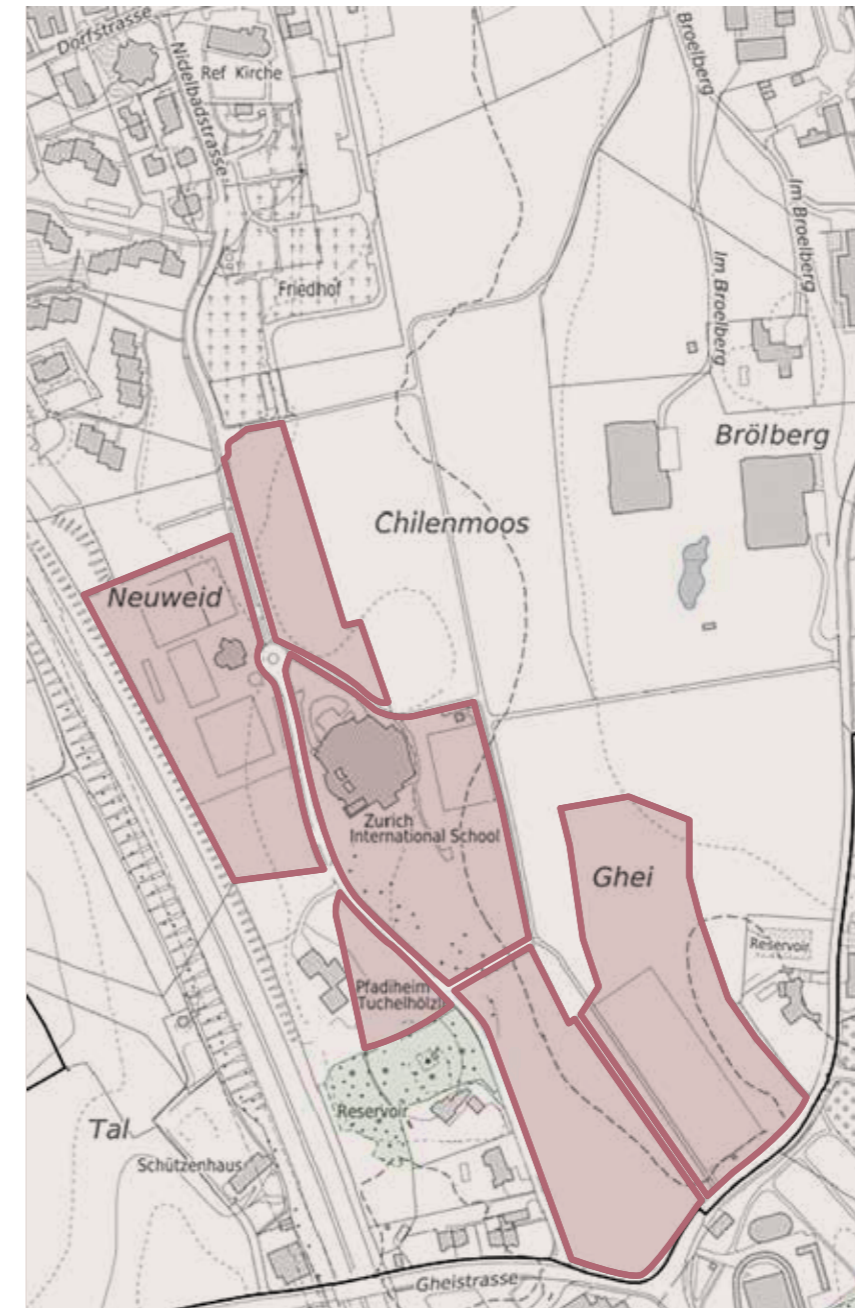 Dorfstrasse
Nidelbadstrasse
Ref Kirche
Broelberg
Im Broelberg
Im Broelberg
Friedhof
Brölberg
Chilenmoos
Neuweid
Zurich
International School
Ghei
Reservoir
Pfadiheim
Tuchelhölzli
Reservoir
Tal
Schützenhaus
Gheistrasse